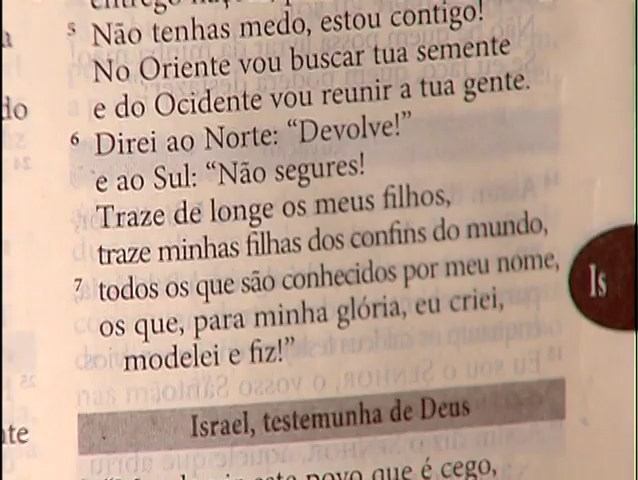 5 Não tenhas medo, estou contigo!
No Oriente vou buscar tua semente
e do Ocidente vou reunir a tua gente.
6 Direi ao Norte: “Devolve!”
e ao Sul: “Não segures!
Traze de longe os meus filhos,
traze minhas filhas dos confins do mundo,
7 todos os que são conhecidos por meu nome,
os que, para minha glória, eu criei,
modelei e fiz!”
Israel, testemunha de Deus
este povo que é cego,
Is